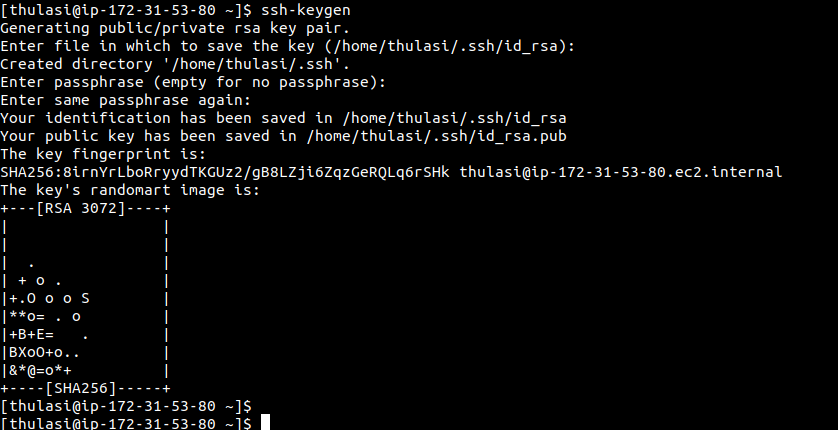 [thulasi@ip-172-31-53-80 ~]$ ssh-keygen
Generating public/private rsa key pair.
Enter file in which to save the key (/home/thulasi/.ssh/id_rsa):
Created directory '/home/thulasi/.ssh'.
Enter passphrase (empty for no passphrase):
Enter same passphrase again:
Your identification has been saved in /home/thulasi/.ssh/id_rsa
Your public key has been saved in /home/thulasi/.ssh/id_rsa.pub
The key fingerprint is:
SHA256:8irnYrLboRryydTKGUz2/gB8LZji6ZqzGeRQLq6rSHk thulasi@ip-172-31-53-80.ec2.internal
The key's randomart image is:
+---[RSA 3072]----+
|                 |
|                 |
|  .              |
| + o .           |
|+.O o o S        |
|**o= . o         |
|+B+E=   .        |
|BXoO+o..         |
|&*@=o*+          |
+----[SHA256]-----+
[thulasi@ip-172-31-53-80 ~]$
[thulasi@ip-172-31-53-80 ~]$